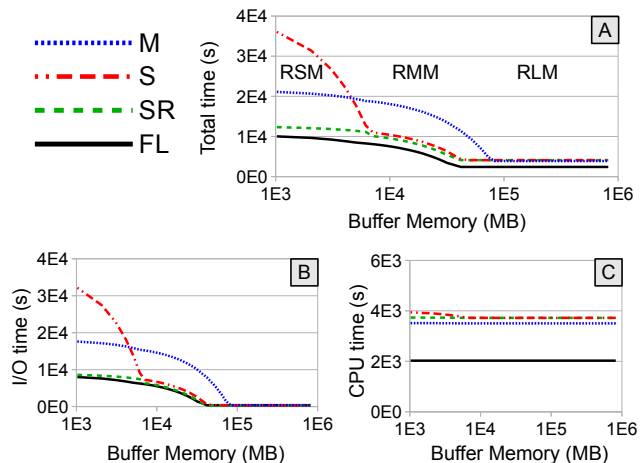 M
S
SR
FL
A
Total time (s)
4E4
3E4
2E4
1E4
0E0
RSM RMM RLM
1E3 1E4 1E5 1E6
Buffer Memory (MB)
B
I/O time (s)
4E4
3E4
2E4
1E4
0E0
1E3 1E4 1E5 1E6
Buffer Memory (MB)
C
CPU time (s)
6E3
4E3
2E3
0E0
1E3 1E4 1E5 1E6
Buffer Memory (MB)